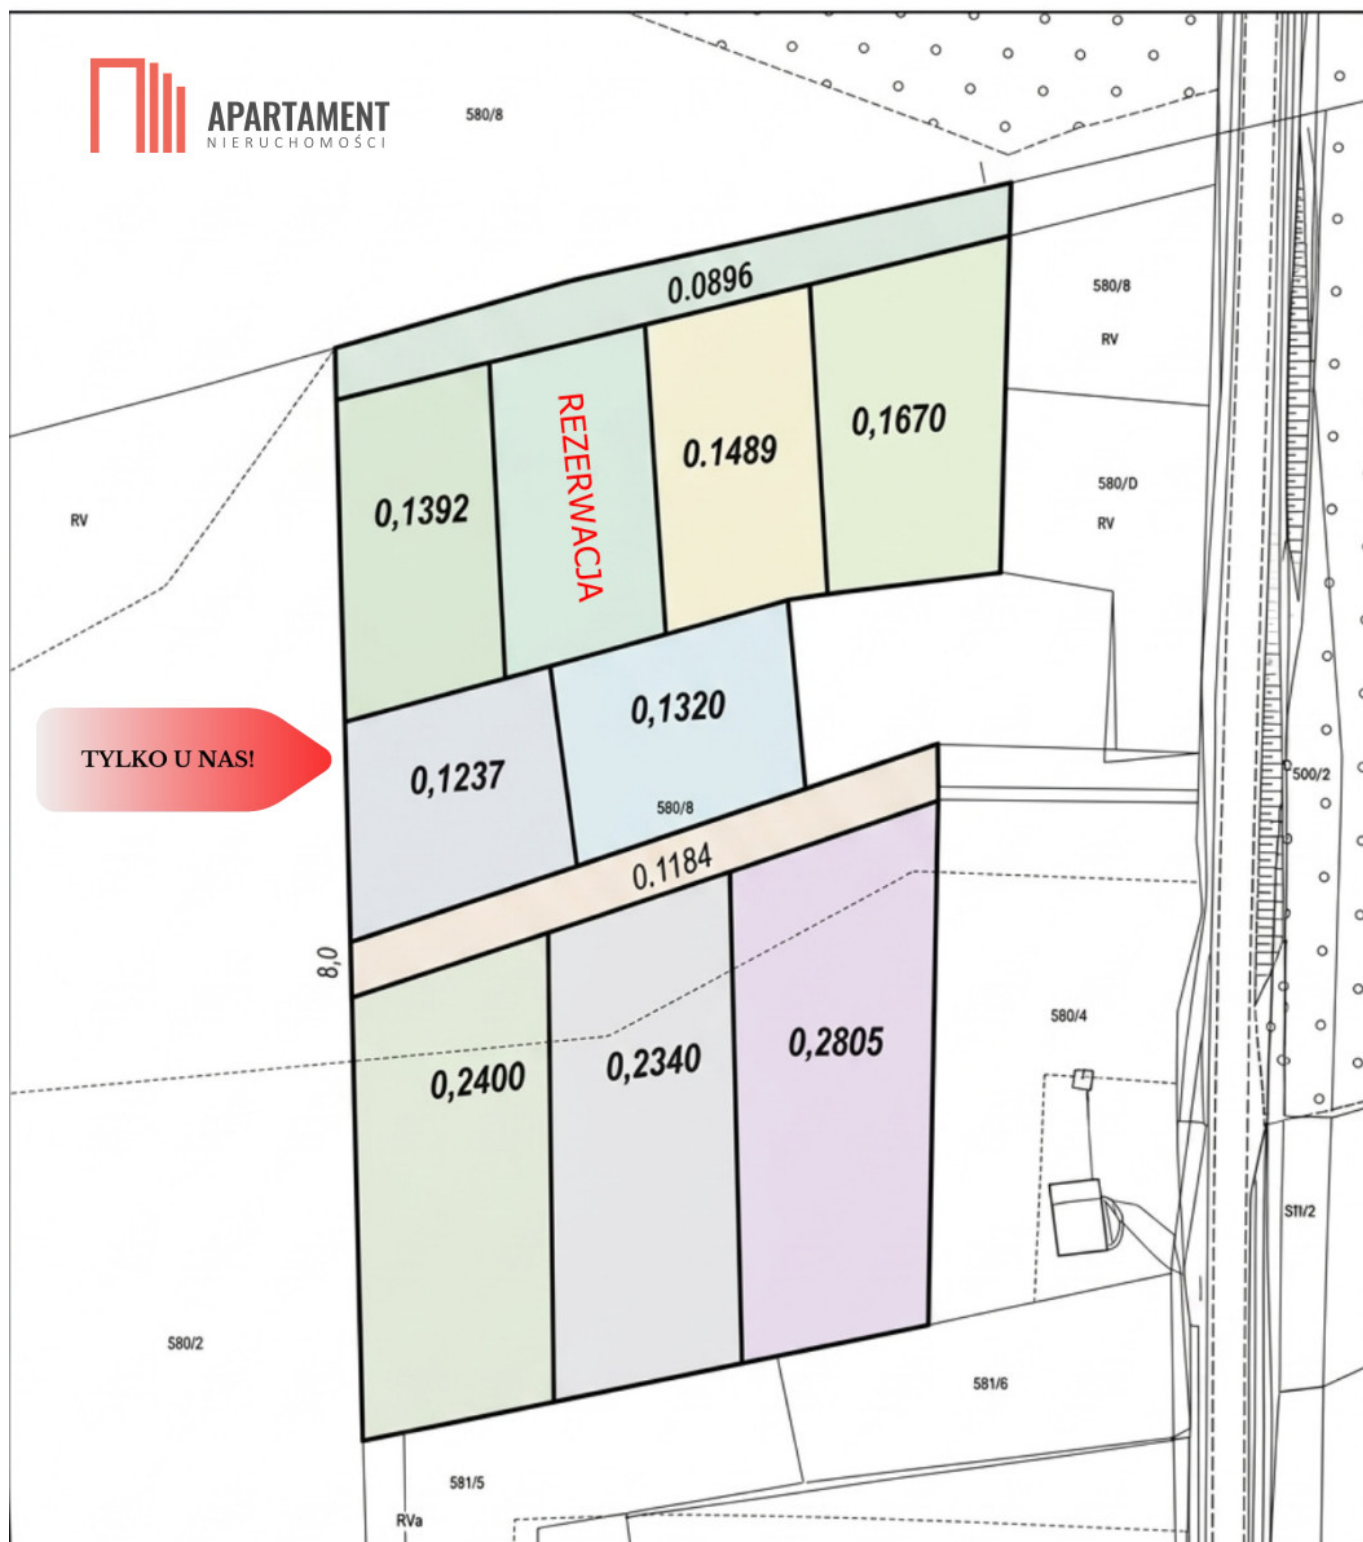 APARTAMENT
NIERUCHOMOŚCI
580/8
0.0896
580/8
RV
0,1392
REZERWACJA
0.1489
0,1670
580/D
RV
RV
TYLKO U NAS!
0,1237
0,1320
580/8
500/2
0.1184
8,0
0,2400
0,2340
0,2805
580/4
S11/2
580/2
581/6
581/5
RVa